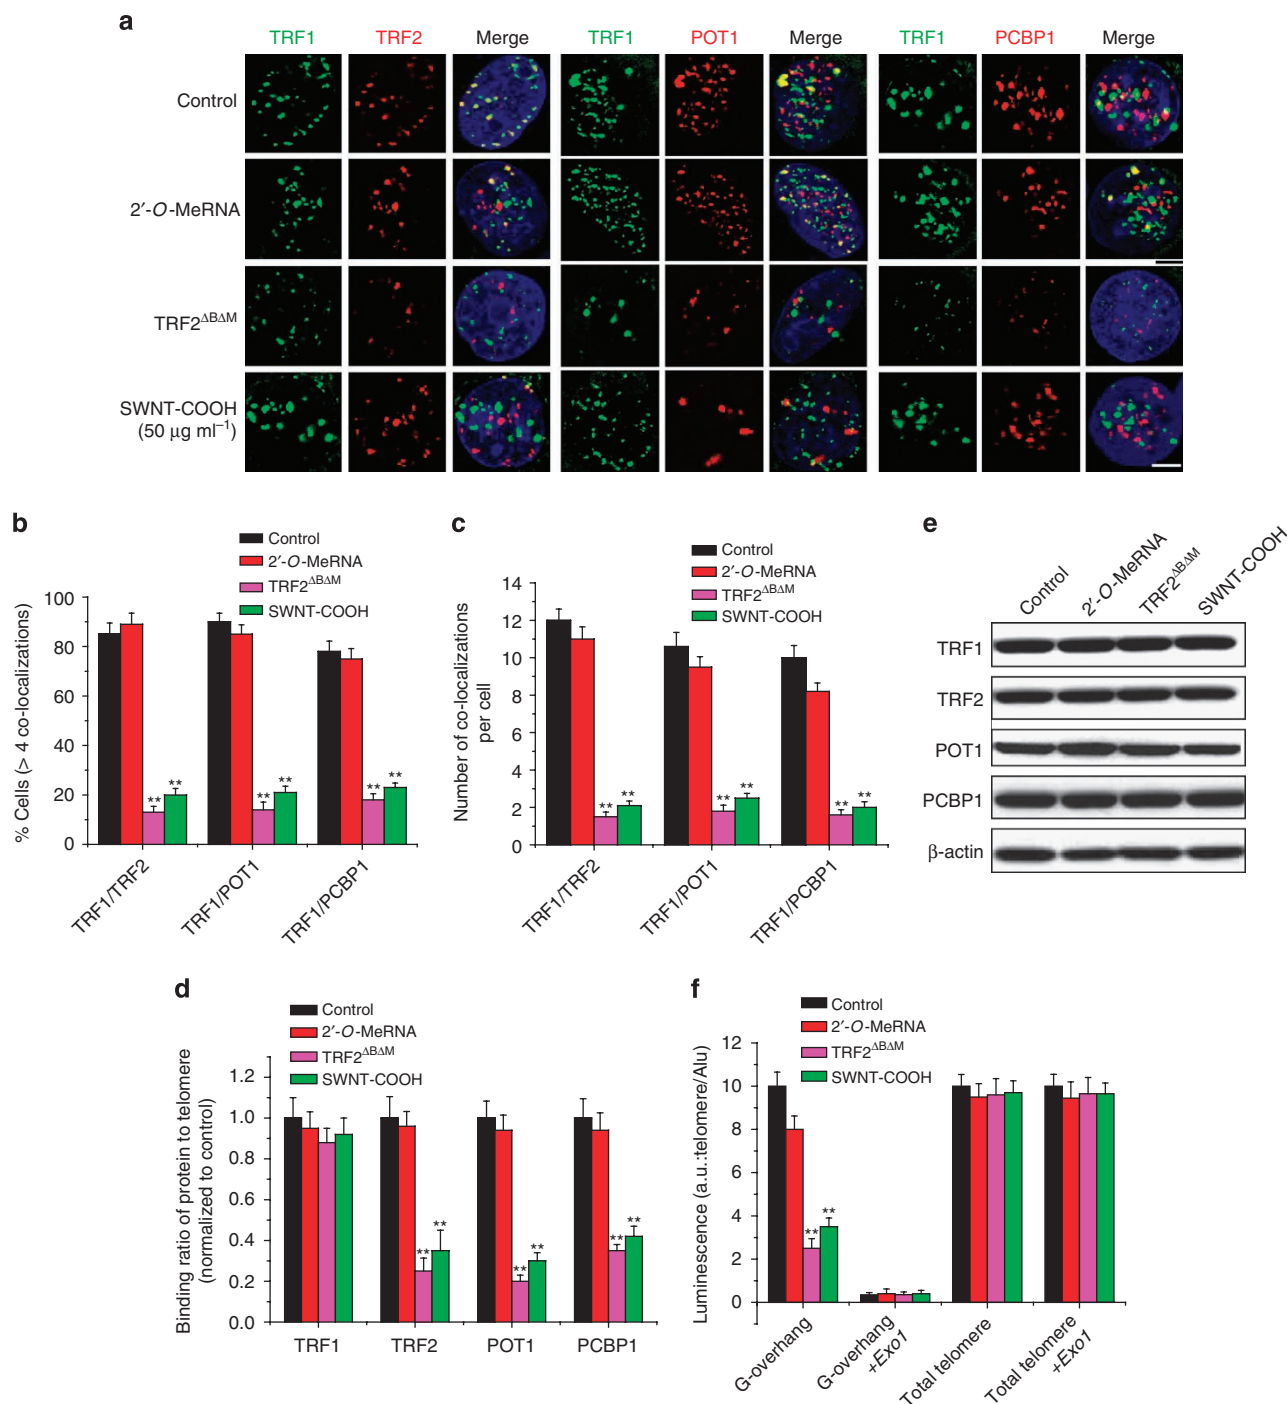 a
TRF1 TRF2 Merge TRF1 POT1 Merge TRF1 PCBP1 Merge
Control
2′-O-MeRNA
TRF2ΔBΔM
SWNT-COOH
(50 μg ml⁻¹)
b
Control
2′-O-MeRNA
TRF2ΔBΔM
SWNT-COOH
% Cells (> 4 co-localizations)
100
80
60
40
20
0
TRF1/TRF2
TRF1/POT1
TRF1/PCBP1
** ** ** ** ** **
c
Control
2′-O-MeRNA
TRF2ΔBΔM
SWNT-COOH
Number of co-localizations
per cell
14
12
10
8
6
4
2
0
** ** ** ** ** **
TRF1/TRF2
TRF1/POT1
TRF1/PCBP1
e
Control
2′-O-MeRNA
TRF2ΔBΔM
SWNT-COOH
TRF1
TRF2
POT1
PCBP1
β-actin
d
Control
2′-O-MeRNA
TRF2ΔBΔM
SWNT-COOH
Binding ratio of protein to telomere
(normalized to control)
1.2
1.0
0.8
0.6
0.4
0.2
0.0
** ** ** ** ** **
TRF1 TRF2 POT1 PCBP1
f
Control
2′-O-MeRNA
TRF2ΔBΔM
SWNT-COOH
Luminescence (a.u.:telomere/Alu)
12
10
8
6
4
2
0
** **
G-overhang
G-overhang
+Exo1
Total telomere
Total telomere
+Exo1